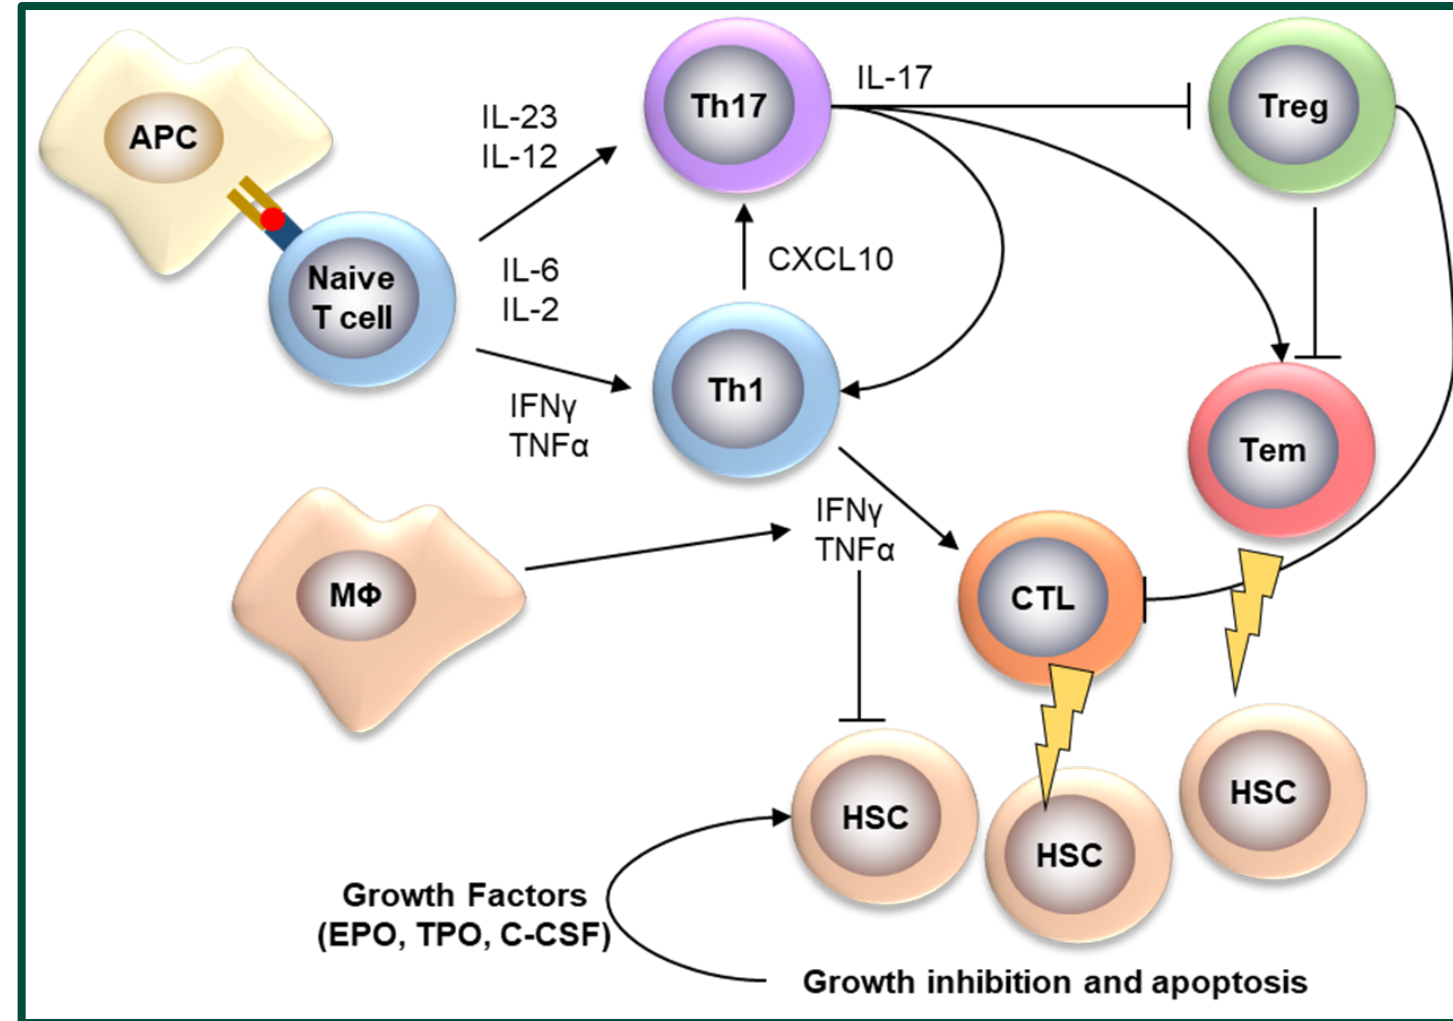 APC
Naive
T cell
IL-23
IL-12
IL-6
IL-2
IFNγ
TNFα
Th17
IL-17
Treg
CXCL10
Th1
Tem
MΦ
IFNγ
TNFα
CTL
HSC
HSC
HSC
Growth Factors
(EPO, TPO, C-CSF)
Growth inhibition and apoptosis